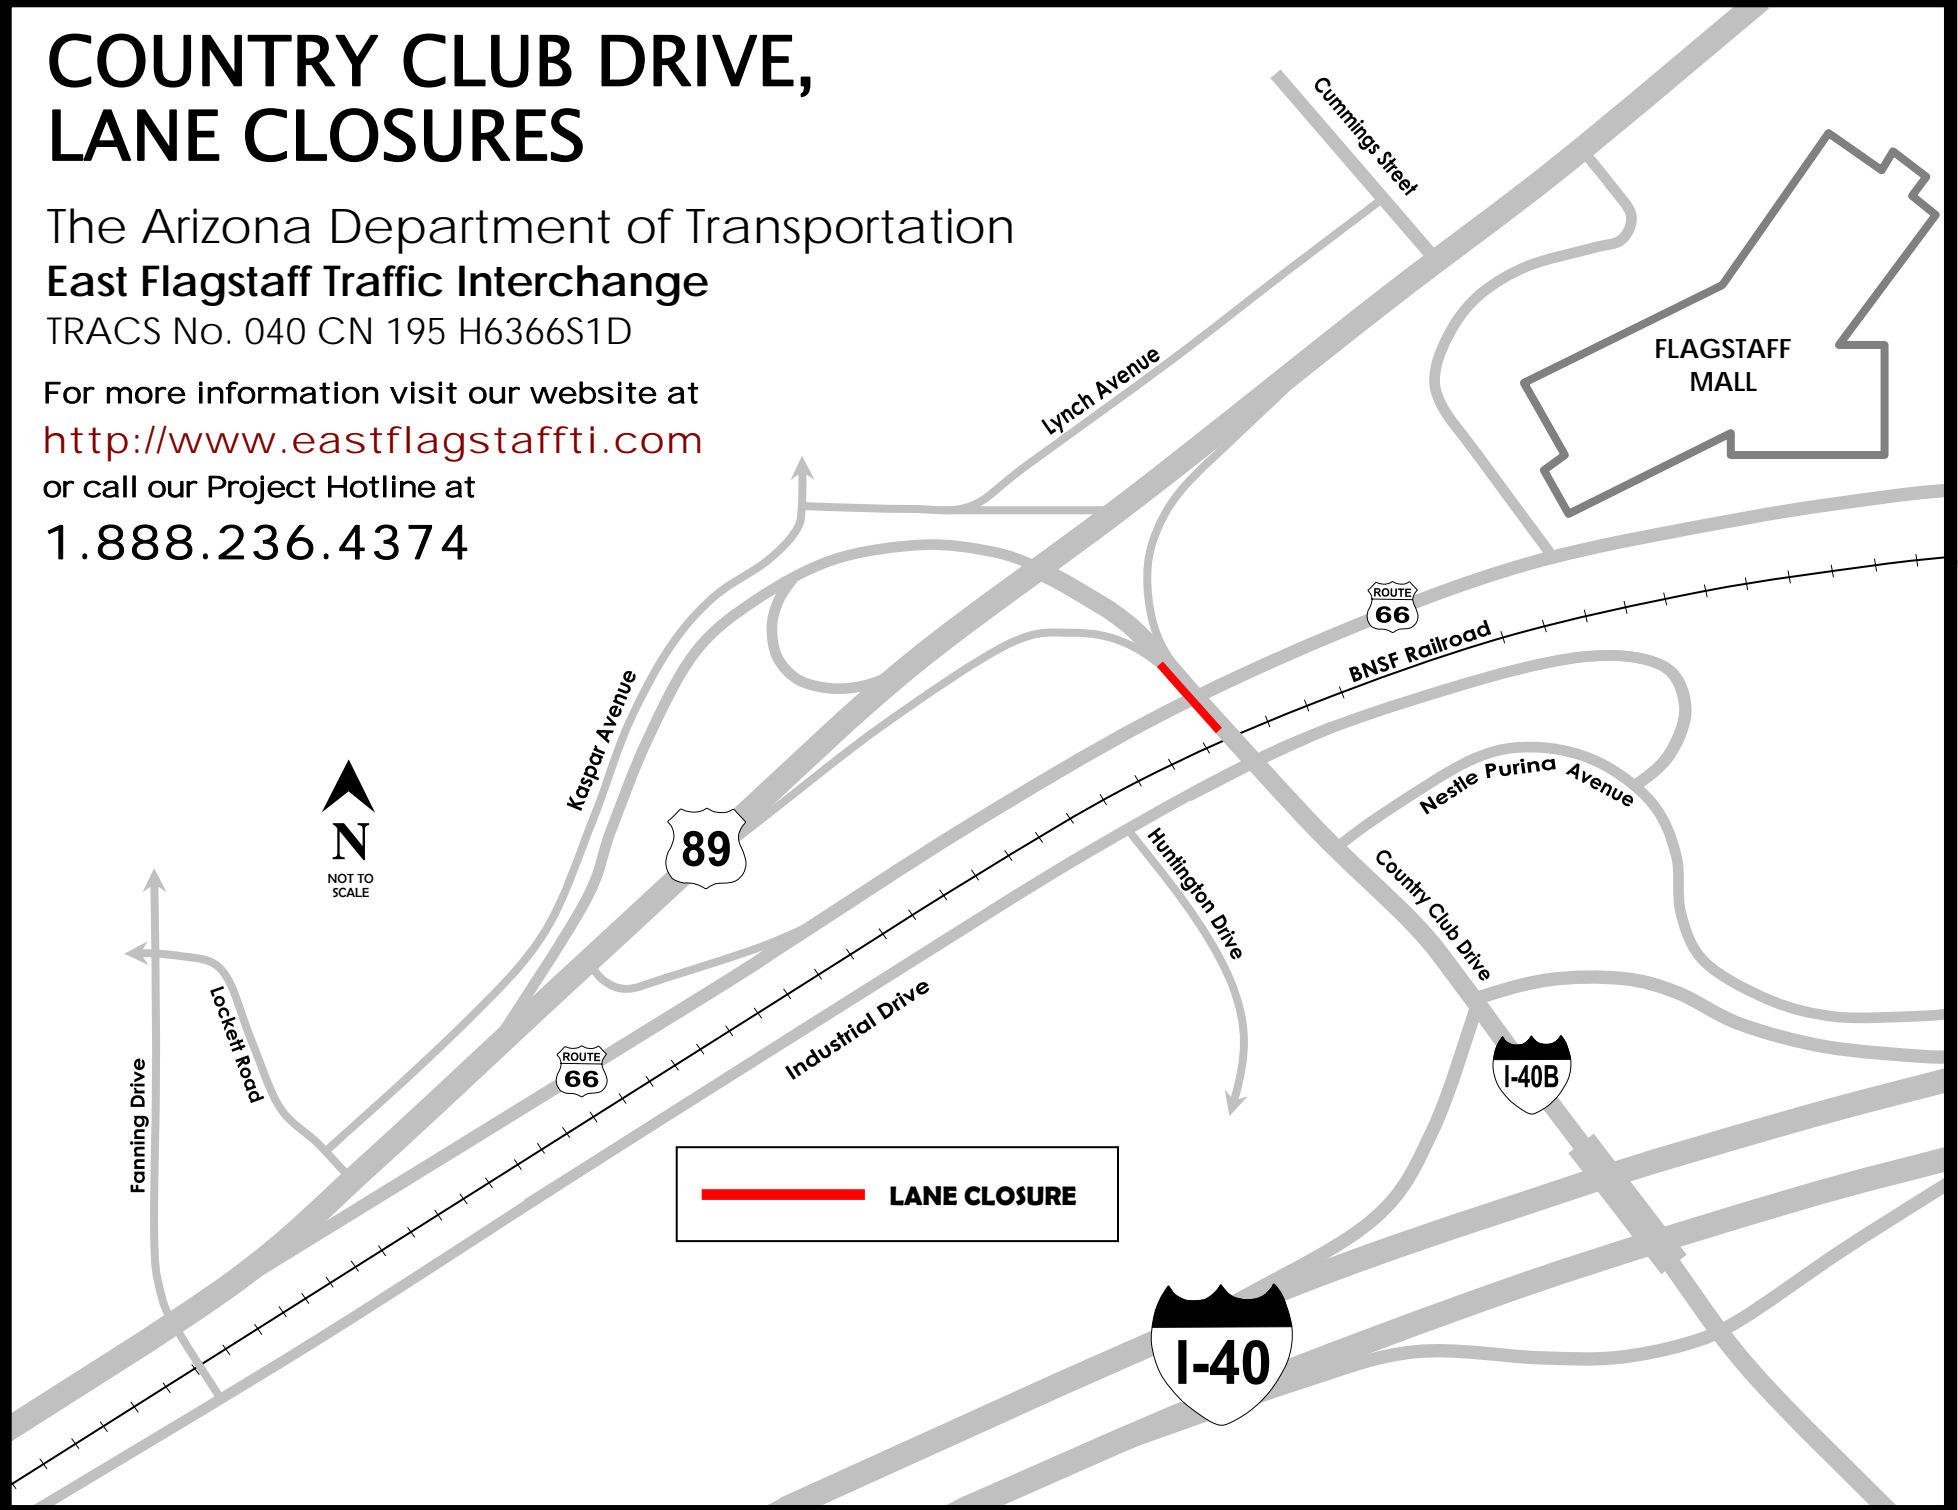 COUNTRY CLUB DRIVE,
LANE CLOSURES
The Arizona Department of Transportation
East Flagstaff Traffic Interchange
TRACS No. 040 CN 195 H6366S1D
For more information visit our website at
http://www.eastflagstaffti.com
or call our Project Hotline at
1.888.236.4374
Cummings Street
FLAGSTAFF
MALL
Lynch Avenue
ROUTE
66
BNSF Railroad
Kaspar Avenue
Nestle Purina Avenue
89
N
NOT TO
SCALE
Huntington Drive
Country Club Drive
Lockett Road
Industrial Drive
Fanning Drive
ROUTE
66
I-40B
LANE CLOSURE
I-40